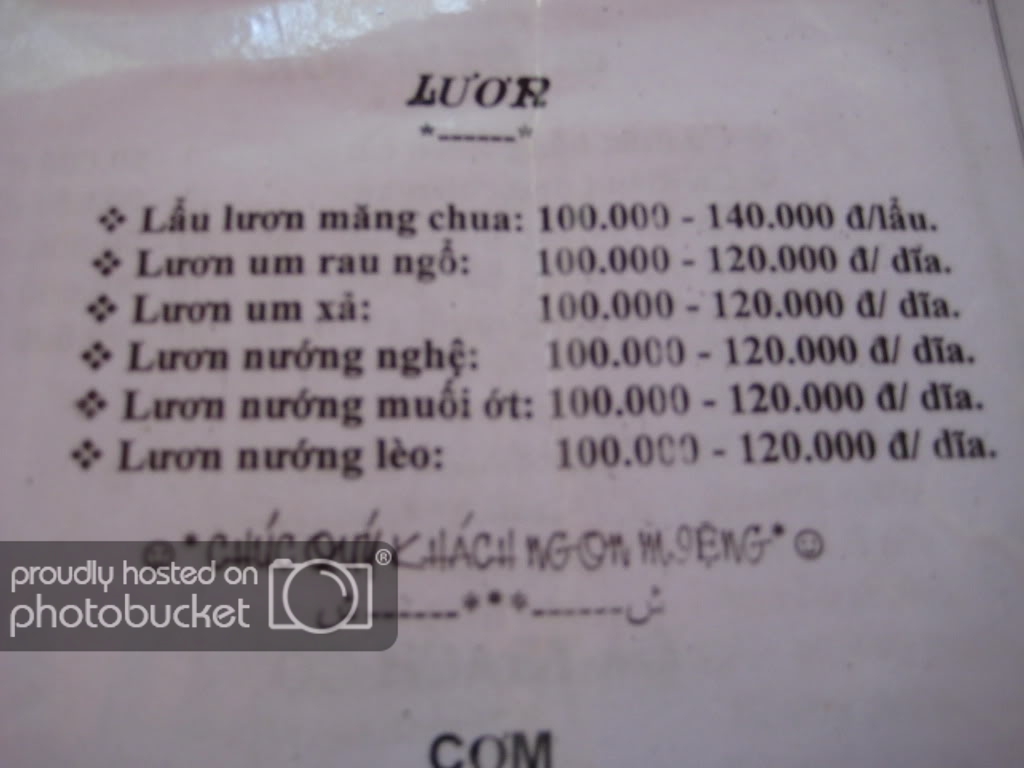 LƯƠN
*------*
❖ Lẩu lươn măng chua: 100.000 - 140.000 đ/lẩu.
❖ Lươn um rau ngổ: 100.000 - 120.000 đ/ dĩa.
❖ Lươn um xả: 100.000 - 120.000 đ/ dĩa.
❖ Lươn nướng nghệ: 100.000 - 120.000 đ/ dĩa.
❖ Lươn nướng muối ớt: 100.000 - 120.000 đ/ dĩa.
❖ Lươn nướng lèo: 100.000 - 120.000 đ/ dĩa.
☺*CHÚC QUÍ KHÁCH NGON MIỆNG*☺
proudly hosted on
photobucket®
CƠM